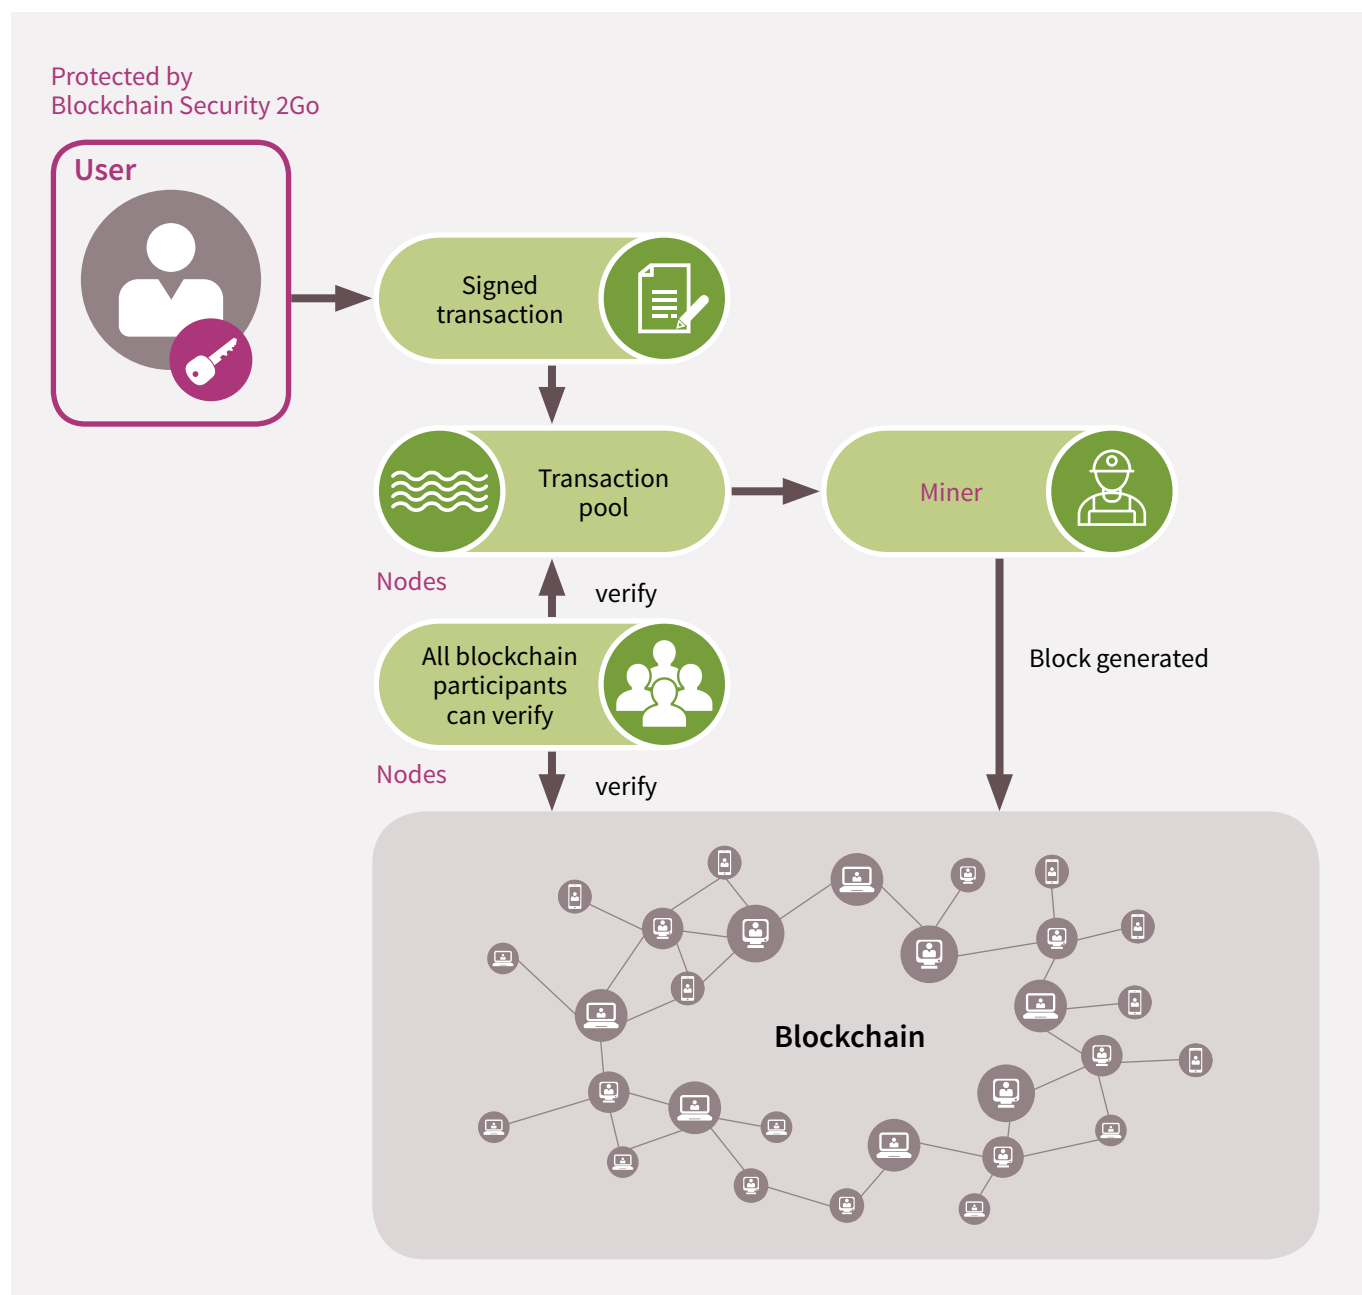 Protected by
Blockchain Security 2Go
User
Signed
transaction
Transaction
pool
Miner
Nodes
verify
All blockchain
participants
can verify
Block generated
Nodes
verify
Blockchain